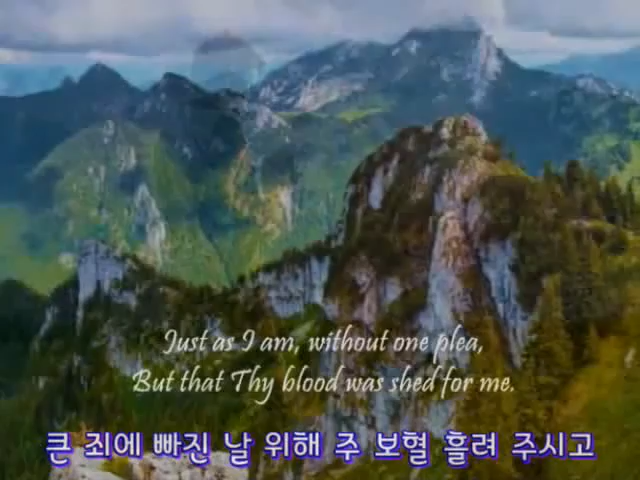 Just as I am, without one plea,
But that Thy blood was shed for me.
큰 죄에 빠진 날 위해 주 보혈 흘려 주시고